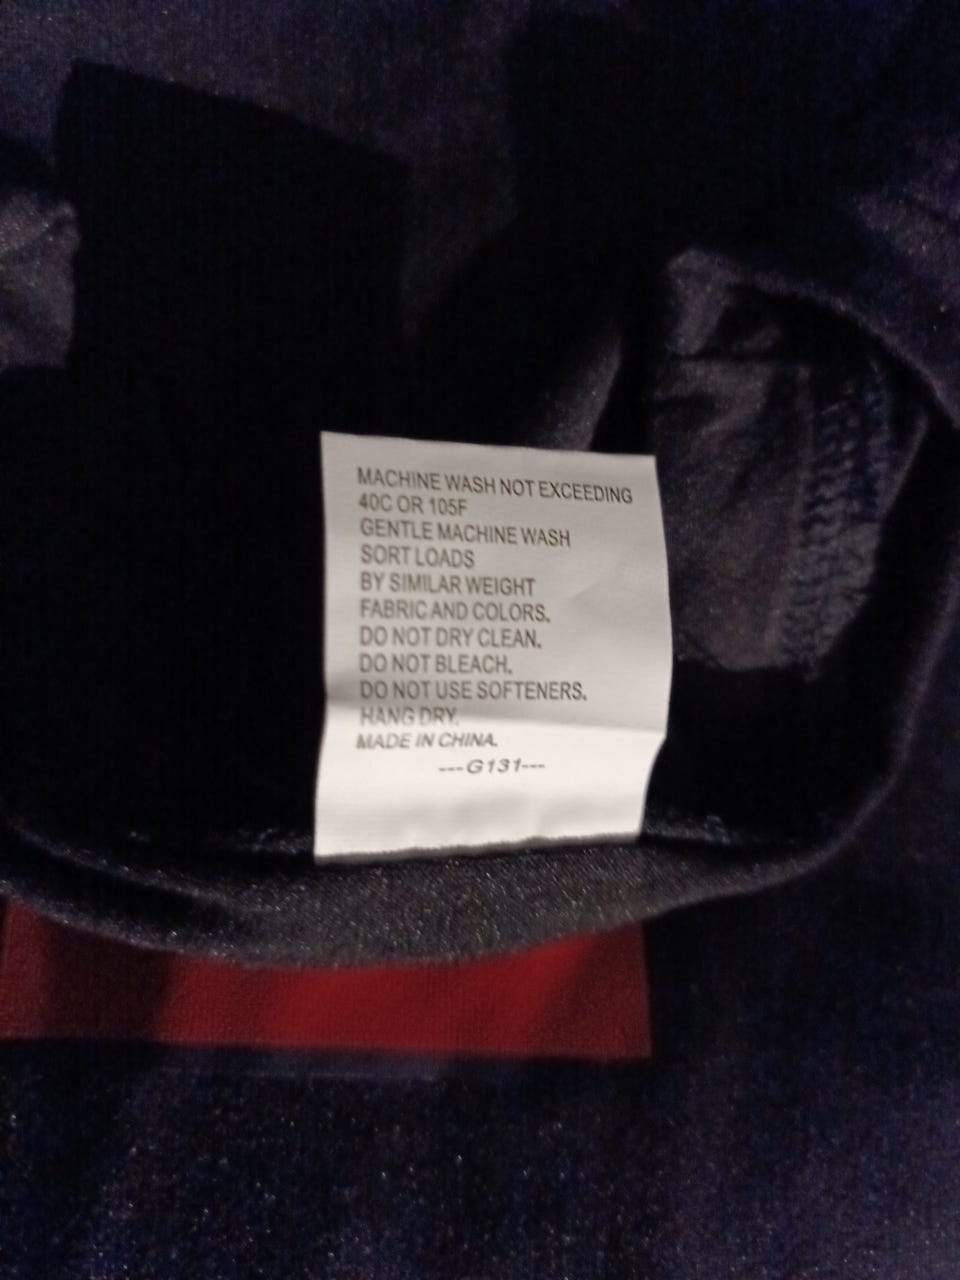 MACHINE WASH NOT EXCEEDING
40C OR 105F
GENTLE MACHINE WASH
SORT LOADS
BY SIMILAR WEIGHT
FABRIC AND COLORS.
DO NOT DRY CLEAN.
DO NOT BLEACH.
DO NOT USE SOFTENERS.
HANG DRY.
MADE IN CHINA.
---G131---